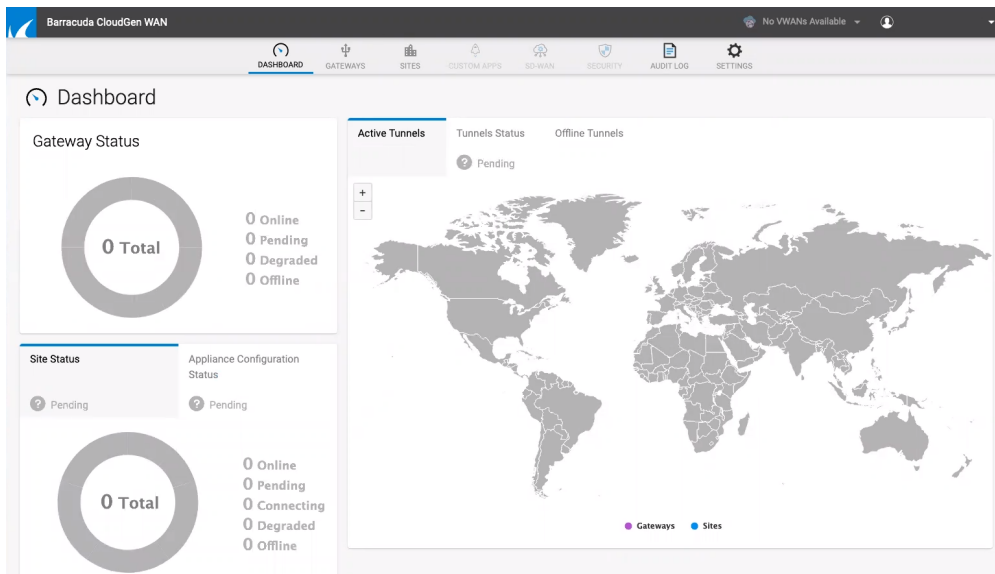 Barracuda CloudGen WAN
No VWANs Available
DASHBOARD
GATEWAYS
SITES
CUSTOM APPS
SD-WAN
SECURITY
AUDIT LOG
SETTINGS
Dashboard
Gateway Status
0 Total
0 Online
0 Pending
0 Degraded
0 Offline
Site Status
Pending
Appliance Configuration
Status
Pending
0 Total
0 Online
0 Pending
0 Connecting
0 Degraded
0 Offline
Active Tunnels
Tunnels Status
Pending
Offline Tunnels
+
-
Gateways
Sites